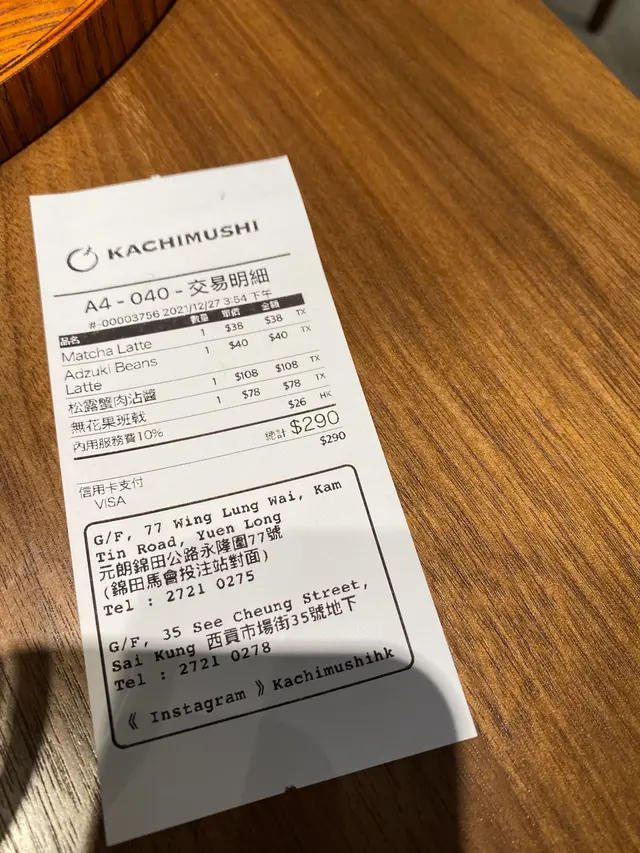 KACHIMUSHI
A4 - 040 - 交易明細
#-00003756 2021/12/27 3:54 下午
品名 數量 單價 金額
Matcha Latte 1 $38 $38 TX
Adzuki Beans 1 $40 $40 TX
Latte
松露蟹肉沾醬 1 $108 $108 TX
無花果班戟 1 $78 $78 TX
內用服務費10% $26 HK
總計 $290
信用卡支付 $290
VISA
G/F, 77 Wing Lung Wai, Kam
Tin Road, Yuen Long
元朗錦田公路永隆圍77號
(錦田馬會投注站對面)
Tel : 2721 0275
G/F, 35 See Cheung Street,
Sai Kung 西貢市場街35號地下
Tel : 2721 0278
《 Instagram 》Kachimushihk